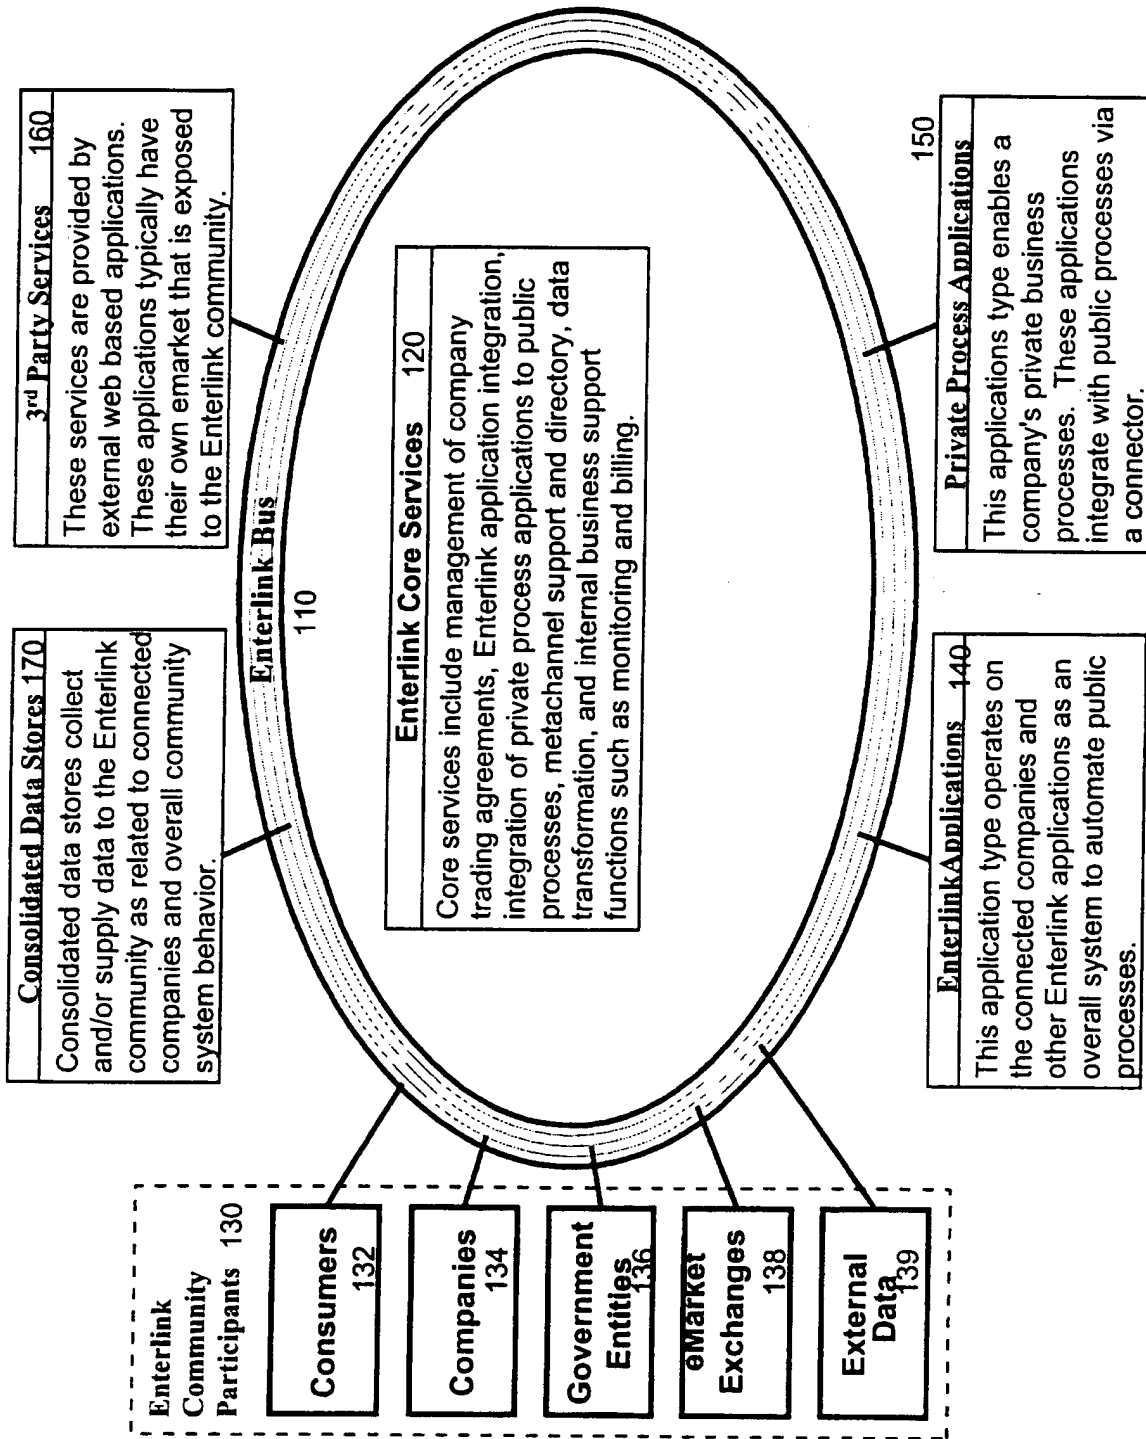 Consolidated Data Stores 170
Consolidated data stores collect
and/or supply data to the Enterlink
community as related to connected
companies and overall community
system behavior.
3rd Party Services 160
These services are provided by
external web based applications.
These applications typically have
their own emarket that is exposed
to the Enterlink community.
Enterlink Bus
110
Enterlink
Community
Participants 130
Consumers
132
Companies
134
Government
Entities
136
eMarket
Exchanges
138
External
Data
139
Enterlink Core Services 120
Core services include management of company
trading agreements, Enterlink application integration,
integration of private process applications to public
processes, metachannel support and directory, data
transformation, and internal business support
functions such as monitoring and billing.
EnterlinkApplications 140
This application type operates on
the connected companies and
other Enterlink applications as an
overall system to automate public
processes.
150
Private Process Applications
This applications type enables a
company's private business
processes. These applications
integrate with public processes via
a connector.